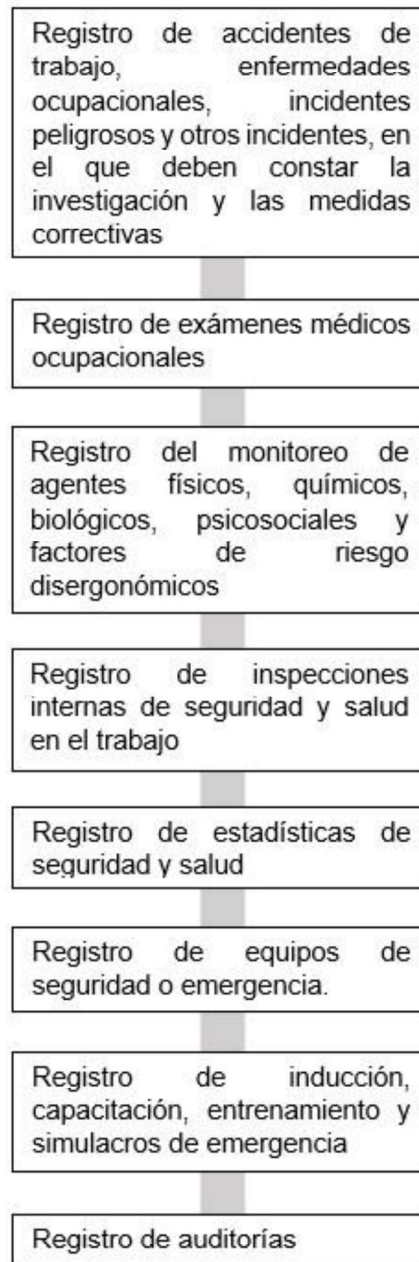 Registro de accidentes de
trabajo, enfermedades
ocupacionales, incidentes
peligrosos y otros incidentes, en
el que deben constar la
investigación y las medidas
correctivas
Registro de exámenes médicos
ocupacionales
Registro del monitoreo de
agentes físicos, químicos,
biológicos, psicosociales y
factores de riesgo
disergonómicos
Registro de inspecciones
internas de seguridad y salud
en el trabajo
Registro de estadísticas de
seguridad y salud
Registro de equipos de
seguridad o emergencia.
Registro de inducción,
capacitación, entrenamiento y
simulacros de emergencia
Registro de auditorías